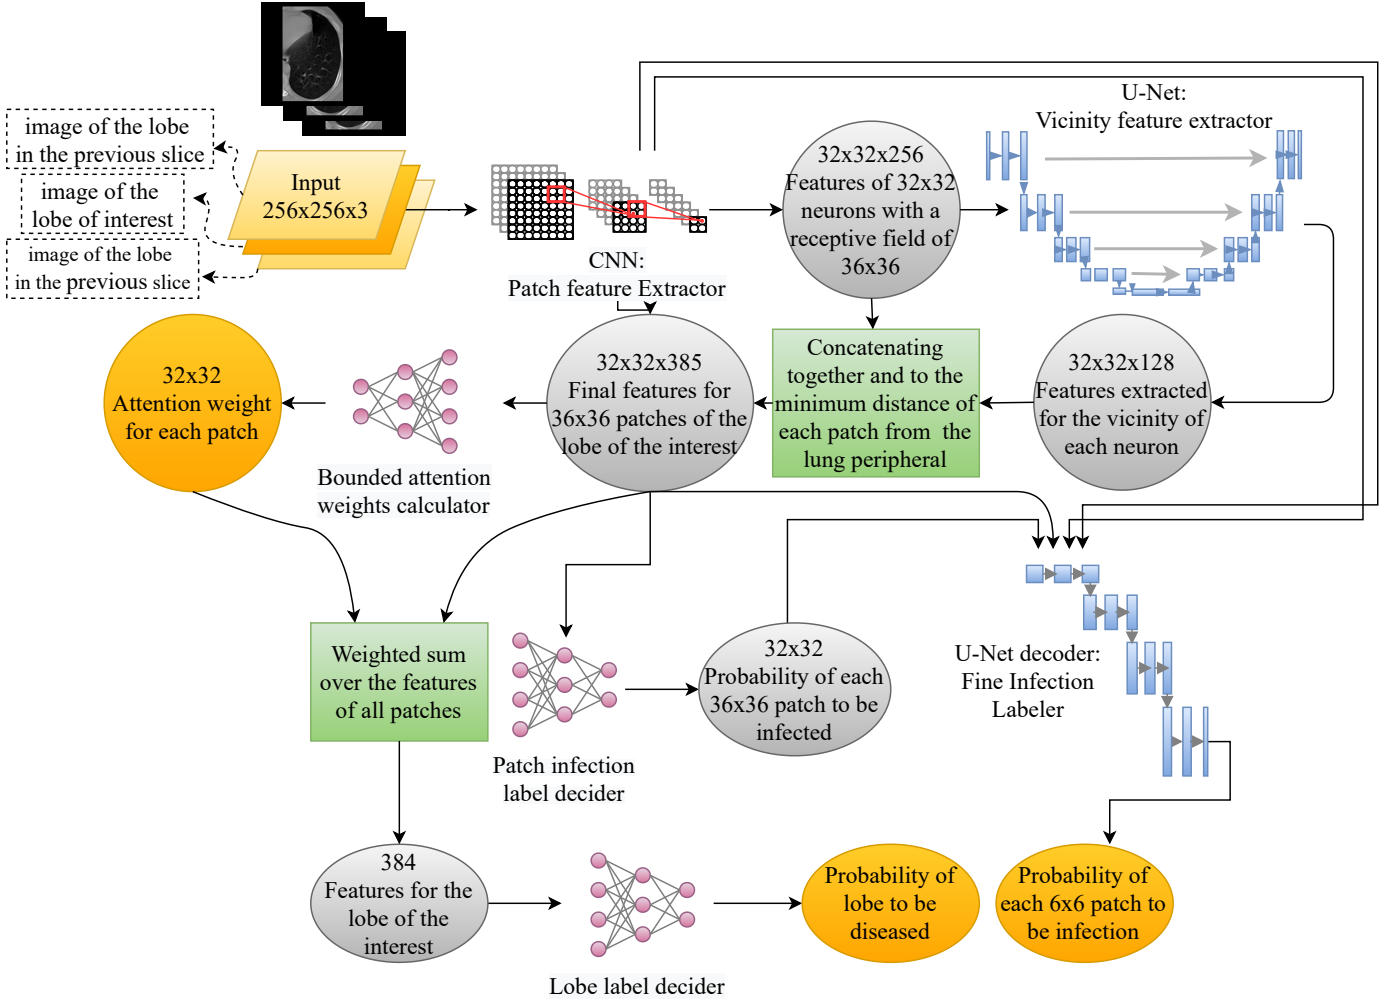 image of the lobe
in the previous slice
image of the
lobe of interest
image of the lobe
in the previous slice
Input
256x256x3
CNN:
Patch feature Extractor
32x32x256
Features of 32x32
neurons with a
receptive field of
36x36
U-Net:
Vicinity feature extractor
32x32
Attention weight
for each patch
Bounded attention
weights calculator
32x32x385
Final features for
36x36 patches of the
lobe of the interest
Concatenating
together and to the
minimum distance of
each patch from the
lung peripheral
32x32x128
Features extracted
for the vicinity of
each neuron
Weighted sum
over the features
of all patches
Patch infection
label decider
32x32
Probability of each
36x36 patch to be
infected
U-Net decoder:
Fine Infection
Labeler
384
Features for the
lobe of the
interest
Lobe label decider
Probability of
lobe to be
diseased
Probability of
each 6x6 patch to
be infection